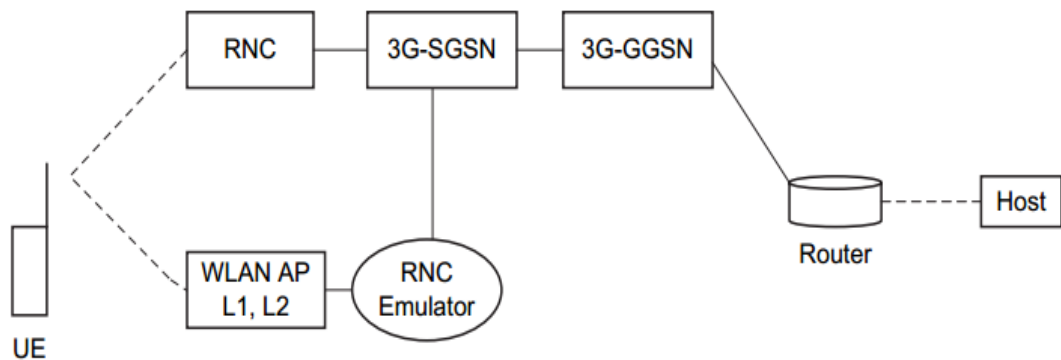 RNC
3G-SGSN
3G-GGSN
Host
Router
WLAN AP
L1, L2
RNC
Emulator
UE